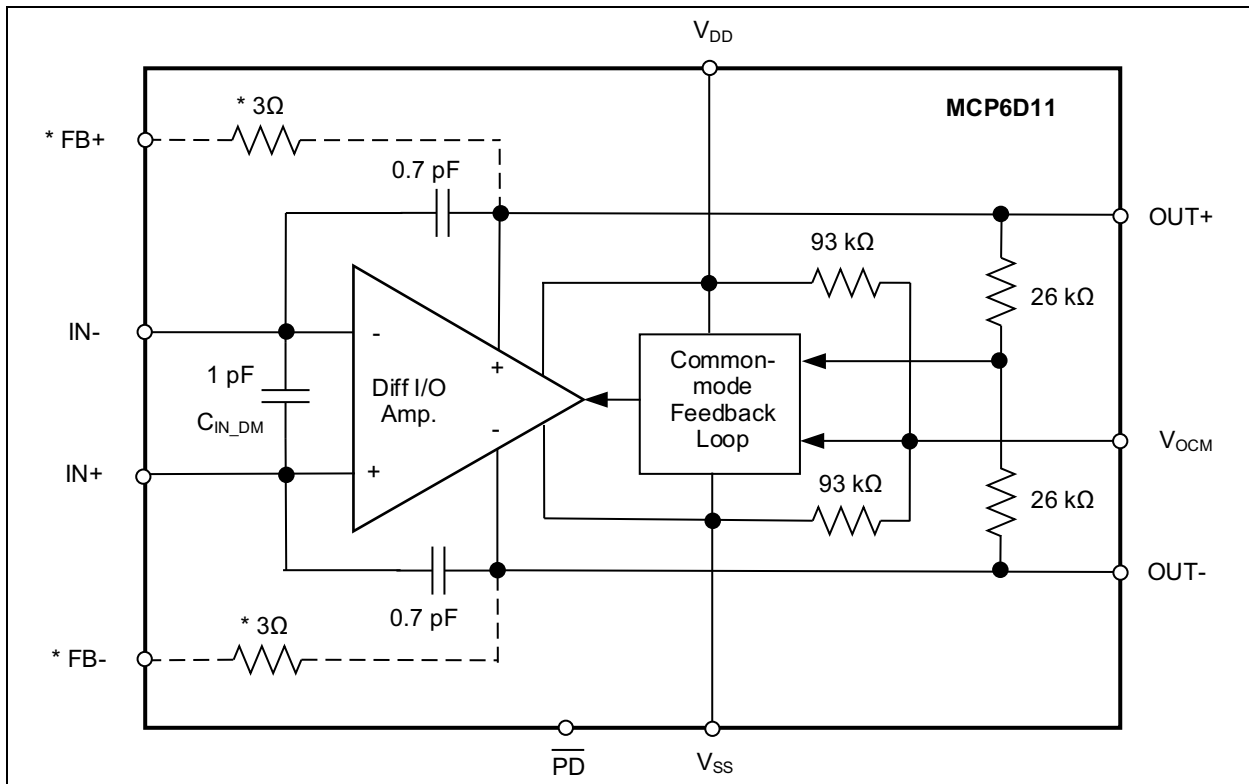 V_DD
MCP6D11
* 3Ω
* FB+
0.7 pF
OUT+
93 kΩ
26 kΩ
IN-
-
+
1 pF
C_IN_DM
Diff I/O
Amp.
-
Common-
mode
Feedback
Loop
V_OCM
IN+
+
93 kΩ
26 kΩ
OUT-
0.7 pF
* 3Ω
* FB-
PD
V_SS